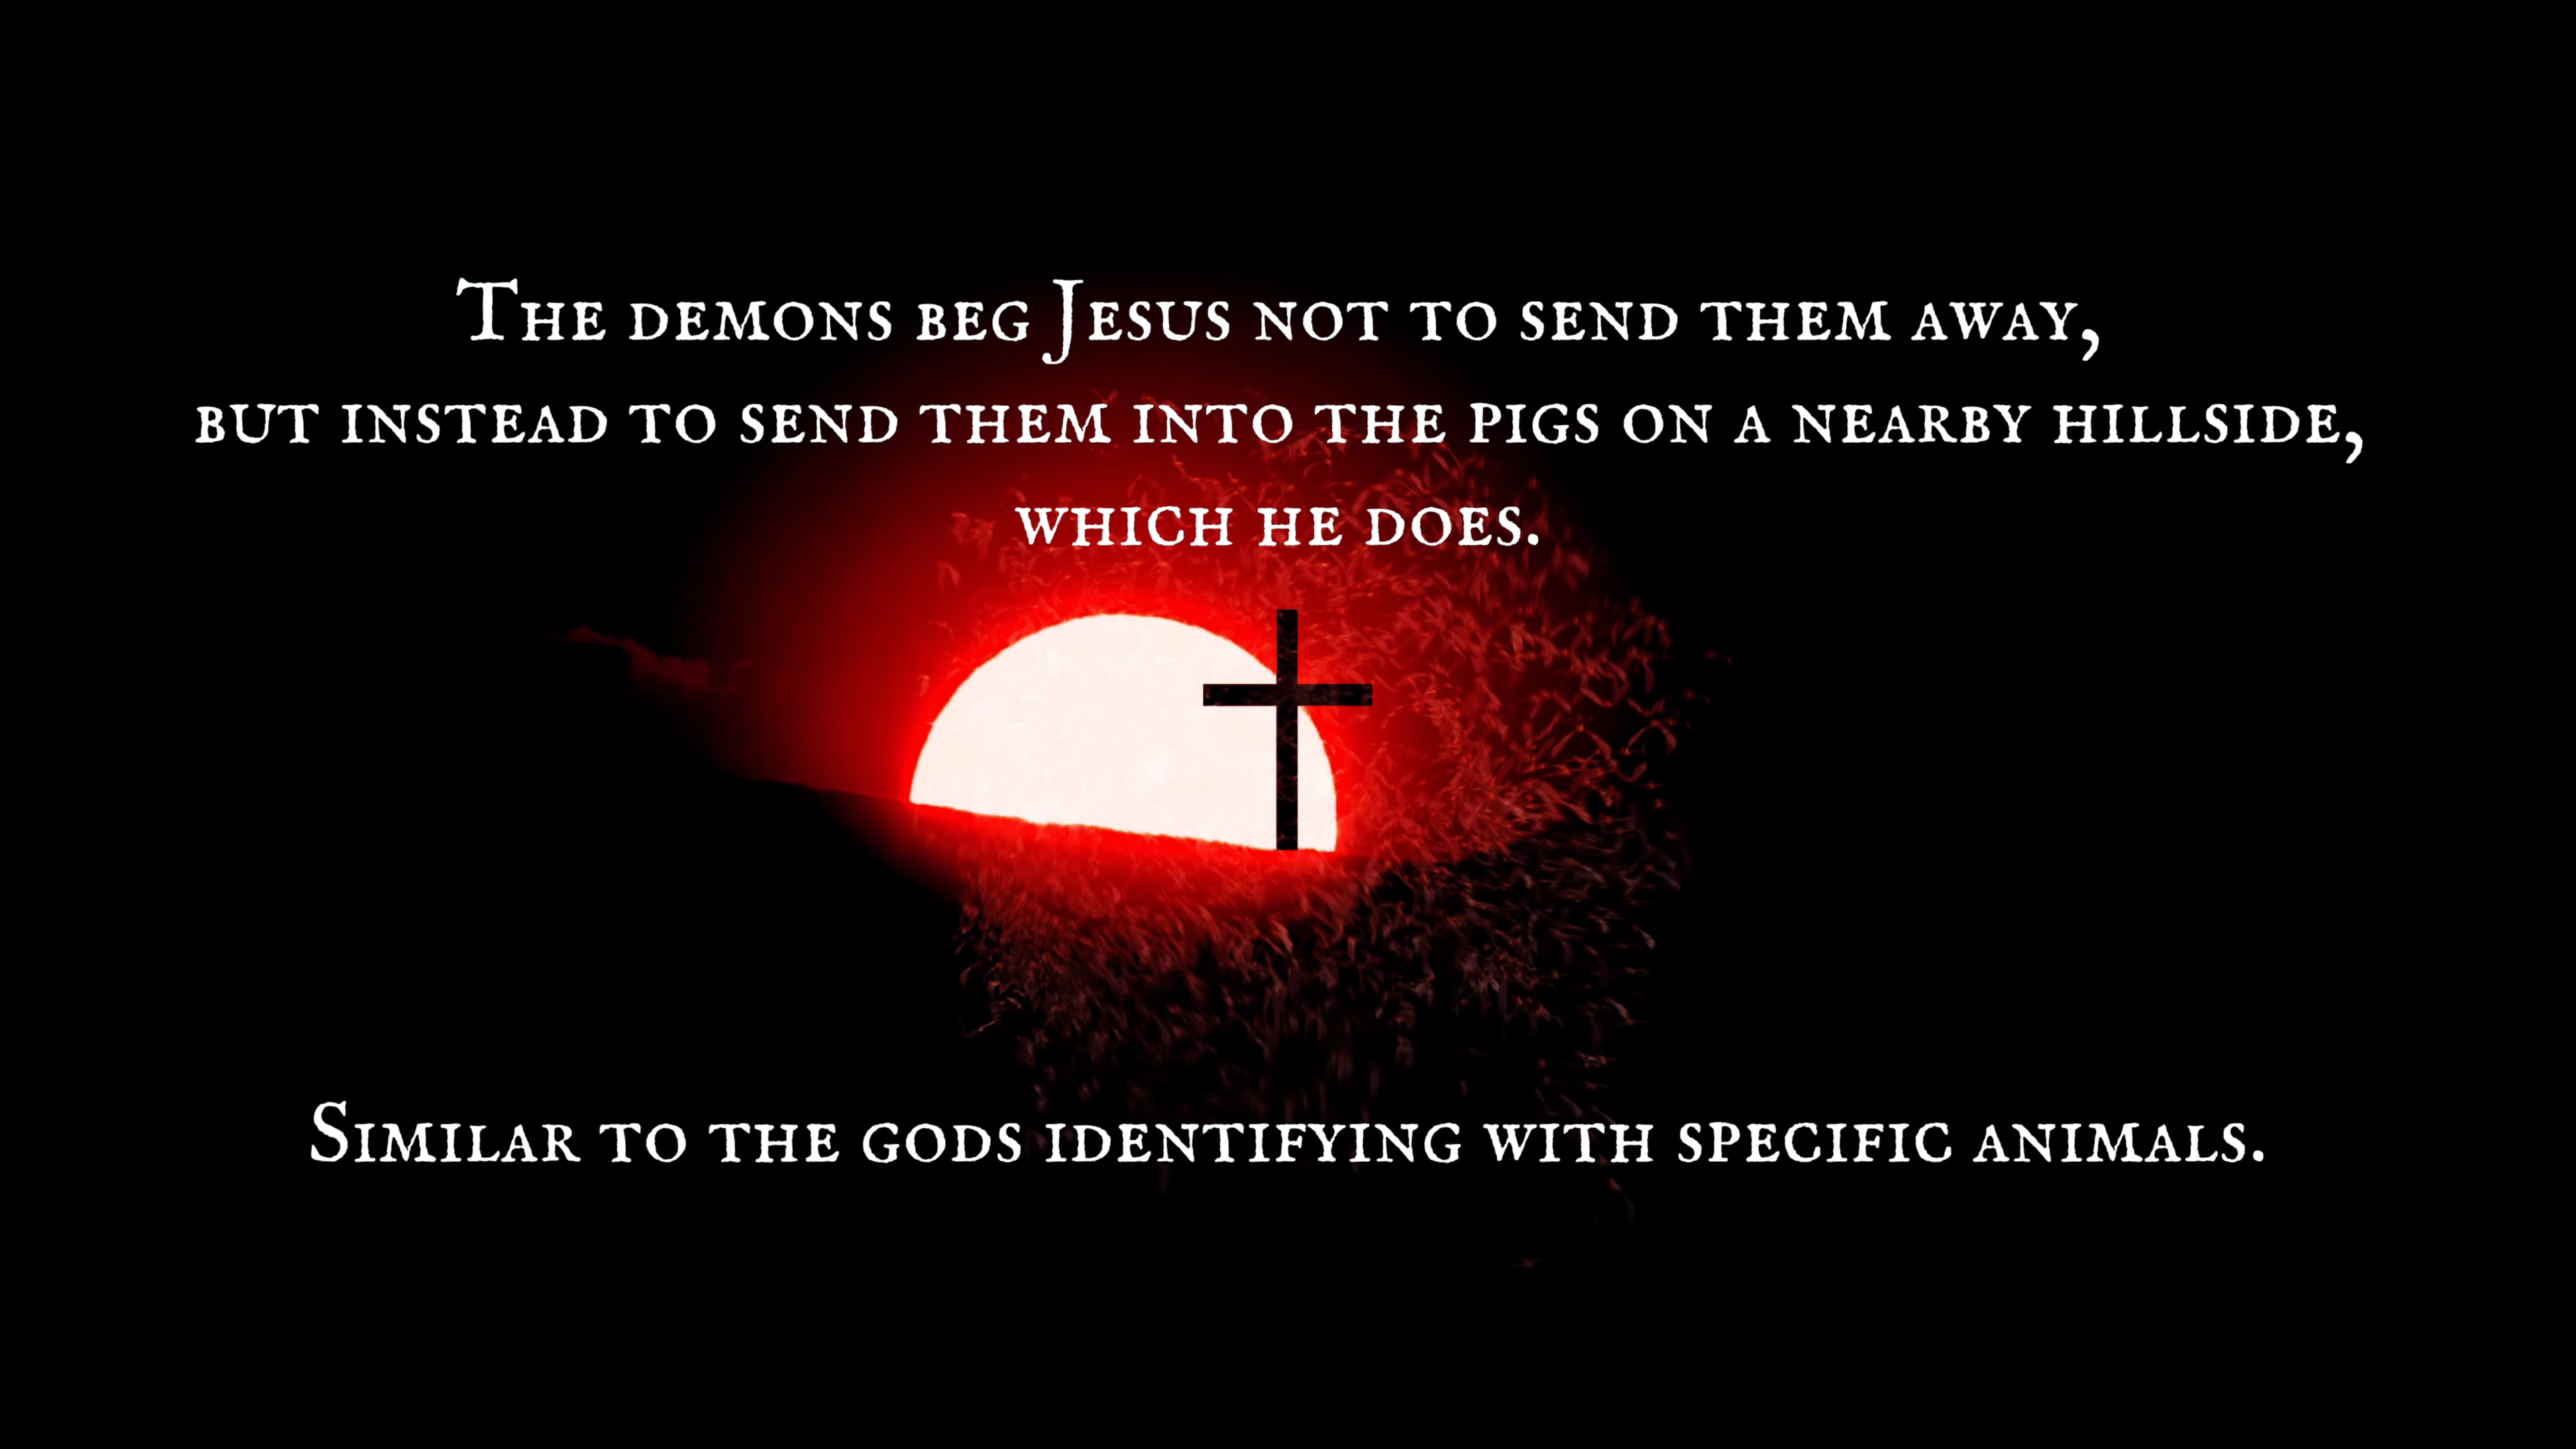 The demons beg Jesus not to send them away,
but instead to send them into the pigs on a nearby hillside,
which he does.
Similar to the gods identifying with specific animals.